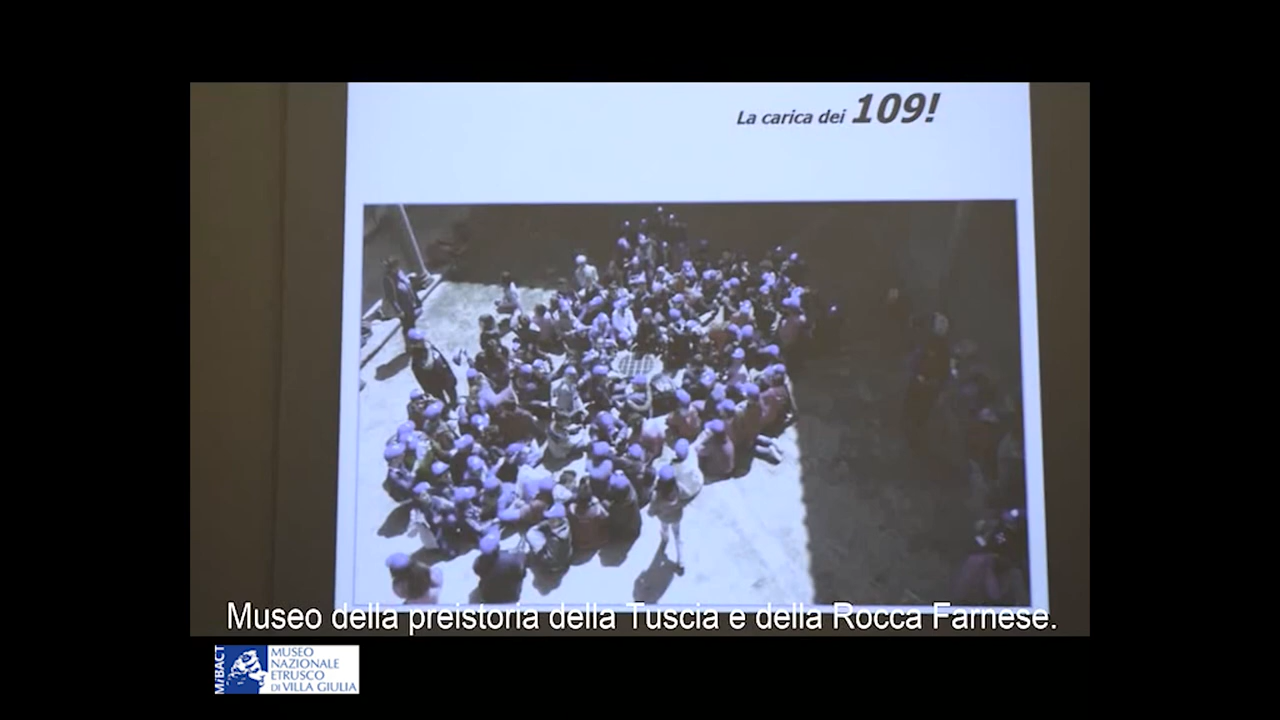 La carica dei 109!
Museo della preistoria della Tuscia e della Rocca Farnese.
MiBACT
MUSEO
NAZIONALE
ETRUSCO
DI VILLA GIULIA